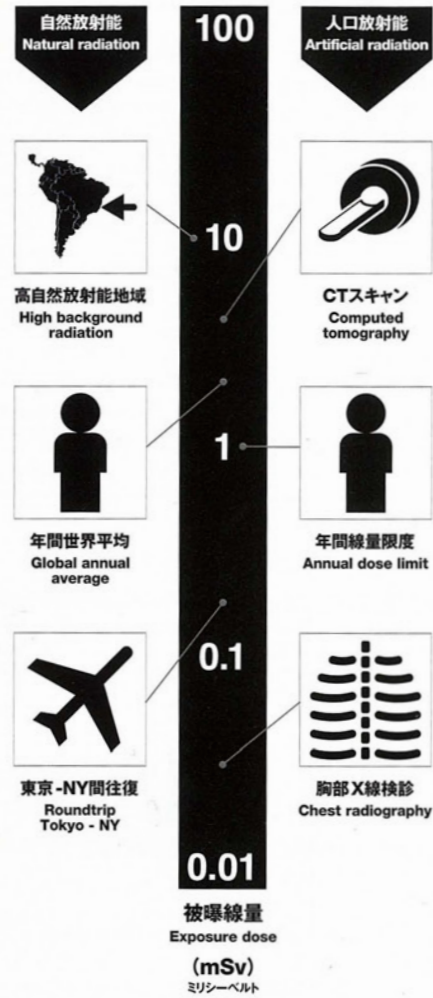 自然放射能
Natural radiation
100
人口放射能
Artificial radiation
高自然放射能地域
High background
radiation
10
CTスキャン
Computed
tomography
年間世界平均
Global annual
average
1
年間線量限度
Annual dose limit
東京-NY間往復
Roundtrip
Tokyo - NY
0.1
胸部X線検診
Chest radiography
0.01
被曝線量
Exposure dose
(mSv)
ミリシーベルト